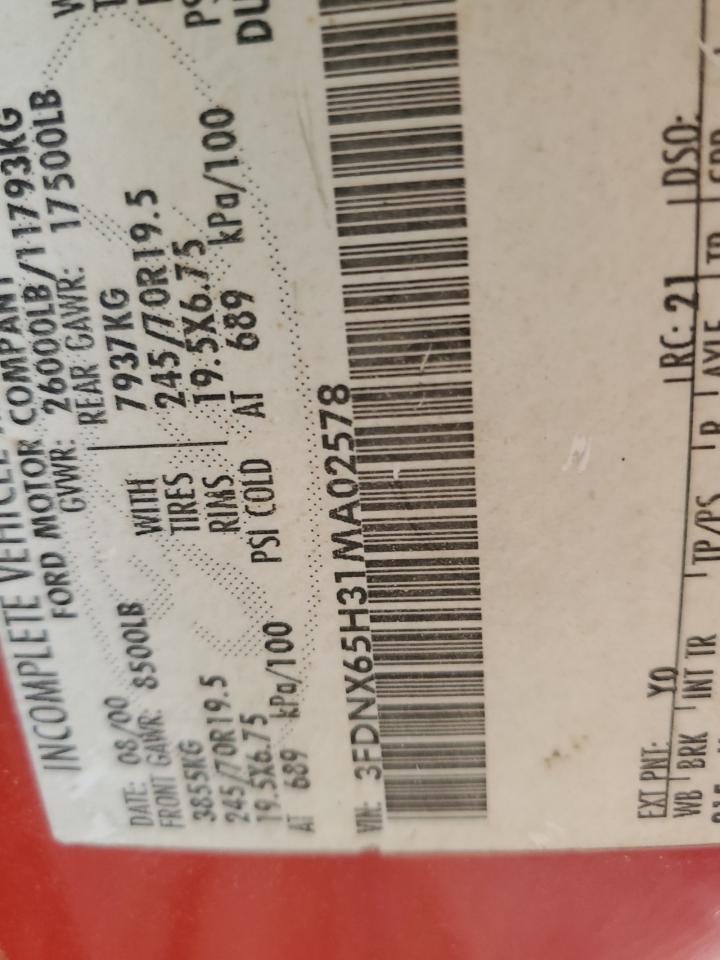 INCOMPLETE VEHICLE
FORD MOTOR COMPANY
GVWR: 26000LB/11793KG
DATE: 08/00
FRONT GAWR: 8500LB
REAR GAWR: 17500LB
3855KG
WITH
7937KG
245/70R19.5
TIRES
245/70R19.5
19.5X6.75
RIMS
19.5X6.75
AT 689 kPa/100
PSI COLD
AT 689 kPa/100
VIN: 3FDNX65H31MA02578
EXT PNT: YO
RC: 21
DSO:
WB BRK INT TR TP/PS R AXLE TR